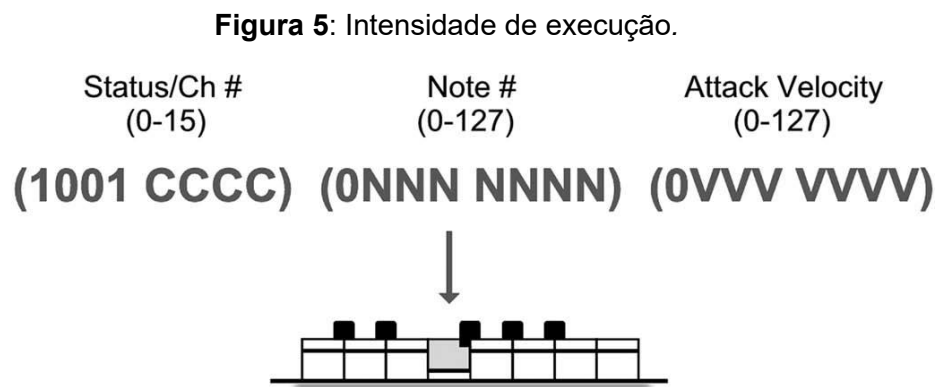 Figura 5: Intensidade de execução.
Status/Ch # Note # Attack Velocity
(0-15) (0-127) (0-127)
(1001 CCCC) (0NNN NNNN) (0VVV VVVV)